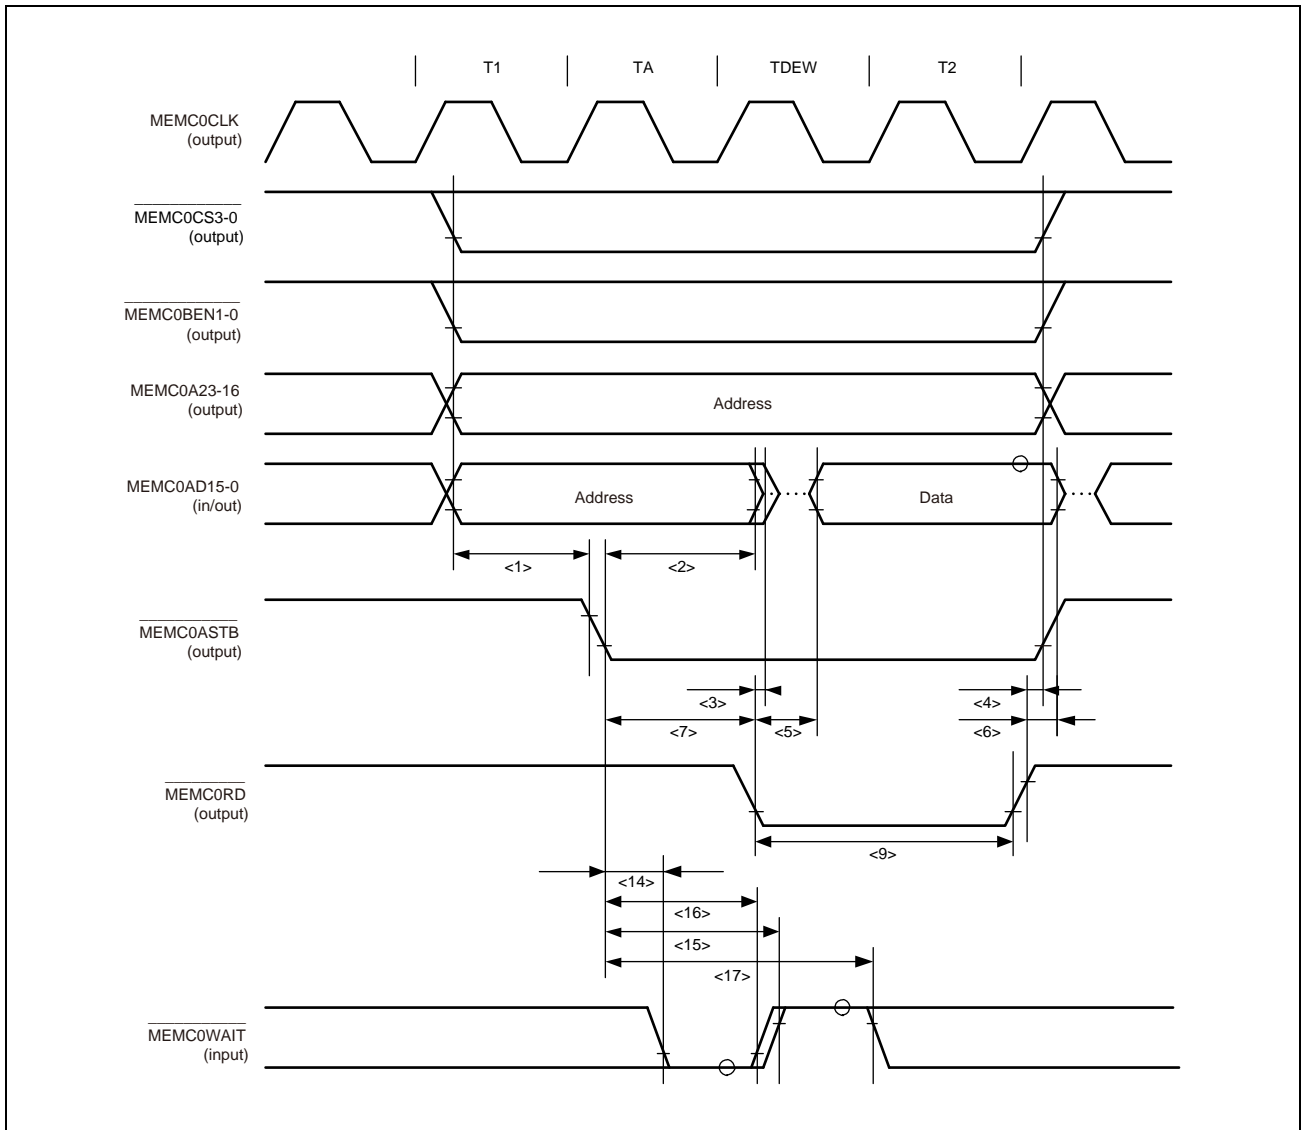 T1 TA TDEW T2
MEMC0CLK
(output)
MEMC0CS3-0
(output)
MEMC0BEN1-0
(output)
MEMC0A23-16
(output)
Address
MEMC0AD15-0
(in/out)
Address
Data
<1>
<2>
MEMC0ASTB
(output)
<3>
<4>
<7>
<5>
<6>
MEMC0RD
(output)
<9>
<14>
<16>
<15>
<17>
MEMC0WAIT
(input)